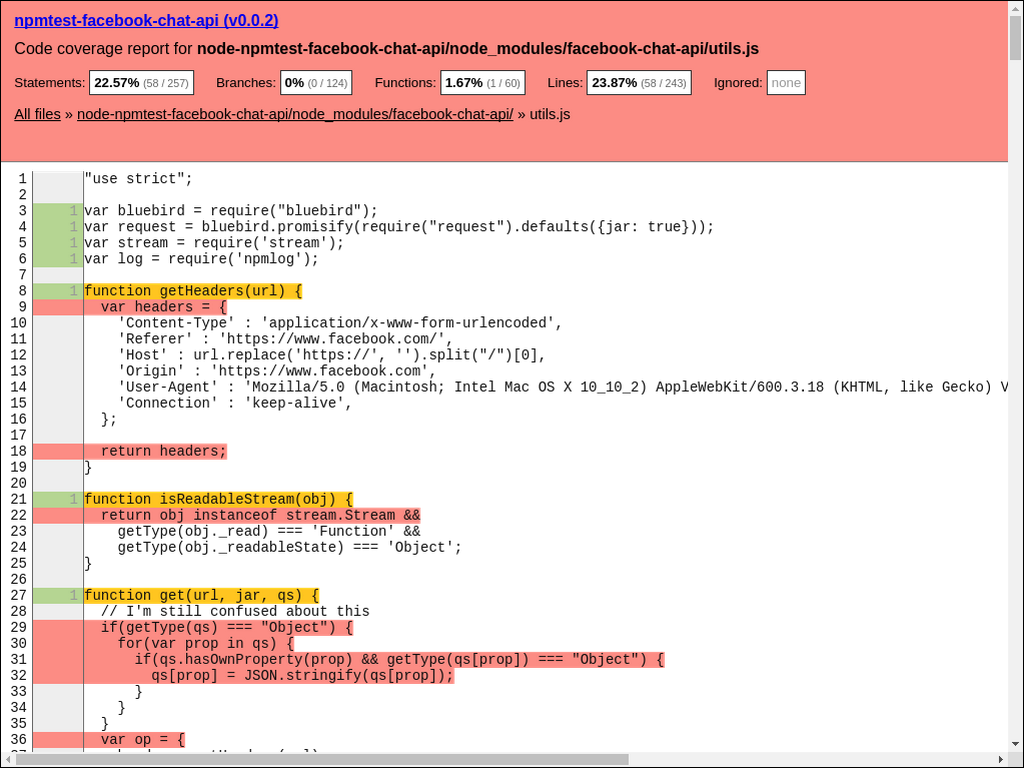 npmtest-facebook-chat-api (v0.0.2)
Code coverage report for node-npmtest-facebook-chat-api/node_modules/facebook-chat-api/utils.js
Statements: 22.57% (58 / 257) Branches: 0% (0 / 124) Functions: 1.67% (1 / 60) Lines: 23.87% (58 / 243) Ignored: none
All files » node-npmtest-facebook-chat-api/node_modules/facebook-chat-api/ » utils.js
1 "use strict";
2
3 1 var bluebird = require("bluebird");
4 1 var request = bluebird.promisify(require("request").defaults({jar: true}));
5 1 var stream = require('stream');
6 1 var log = require('npmlog');
7
8 1 function getHeaders(url) {
9 var headers = {
10 'Content-Type' : 'application/x-www-form-urlencoded',
11 'Referer' : 'https://www.facebook.com/',
12 'Host' : url.replace('https://', '').split("/")[0],
13 'Origin' : 'https://www.facebook.com',
14 'User-Agent' : 'Mozilla/5.0 (Macintosh; Intel Mac OS X 10_10_2) AppleWebKit/600.3.18 (KHTML, like Gecko) V
15 'Connection' : 'keep-alive',
16 };
17
18 return headers;
19 }
20
21 1 function isReadableStream(obj) {
22 return obj instanceof stream.Stream &&
23 getType(obj._read) === 'Function' &&
24 getType(obj._readableState) === 'Object';
25 }
26
27 1 function get(url, jar, qs) {
28 // I'm still confused about this
29 if(getType(qs) === "Object") {
30 for(var prop in qs) {
31 if(qs.hasOwnProperty(prop) && getType(qs[prop]) === "Object") {
32 qs[prop] = JSON.stringify(qs[prop]);
33 }
34 }
35 }
36 var op = {